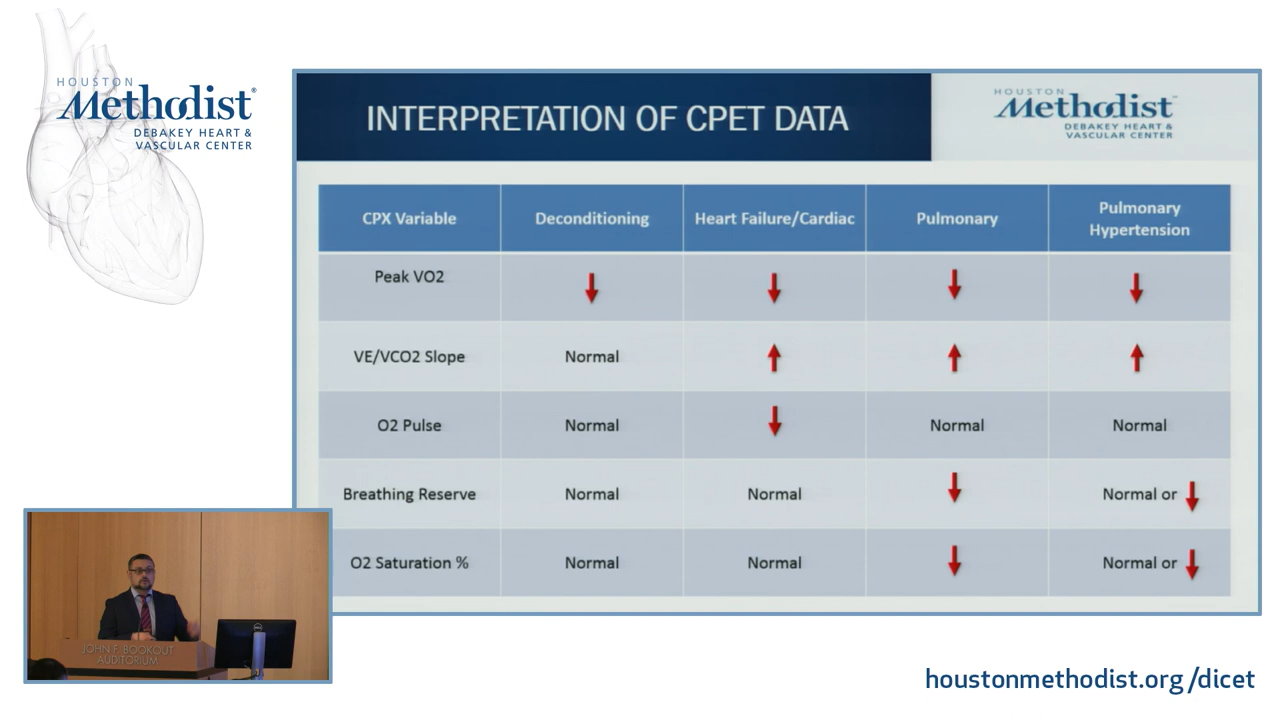 HOUSTON
Methodist®
DEBAKEY HEART &
VASCULAR CENTER
INTERPRETATION OF CPET DATA
HOUSTON
Methodist
DEBAKEY HEART &
VASCULAR CENTER
CPX Variable Deconditioning Heart Failure/Cardiac Pulmonary Pulmonary Hypertension
Peak VO2 ↓ ↓ ↓ ↓
VE/VCO2 Slope Normal ↑ ↑ ↑
O2 Pulse Normal ↓ Normal Normal
Breathing Reserve Normal Normal ↓ Normal or ↓
O2 Saturation % Normal Normal ↓ Normal or ↓
JOHN F. BOOKOUT
AUDITORIUM
DELL
houstonmethodist.org/dicet